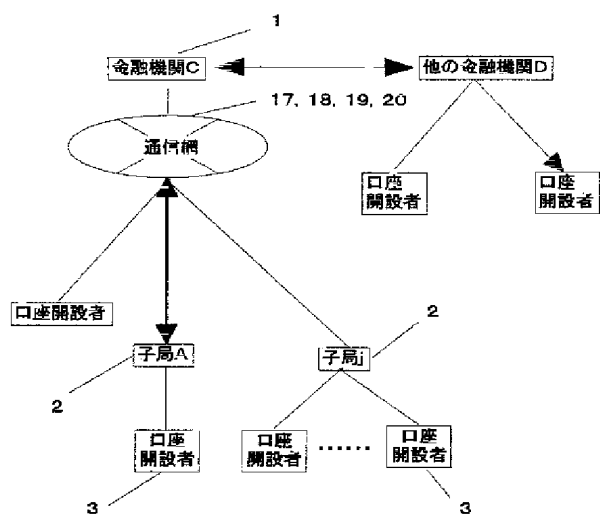 1
金融機関C
他の金融機関D
17, 18, 19, 20
通信網
口座
開設者
口座
開設者
口座開設者
子局A
2
子局j
2
口座
開設者
口座
開設者
……
口座
開設者
3
3